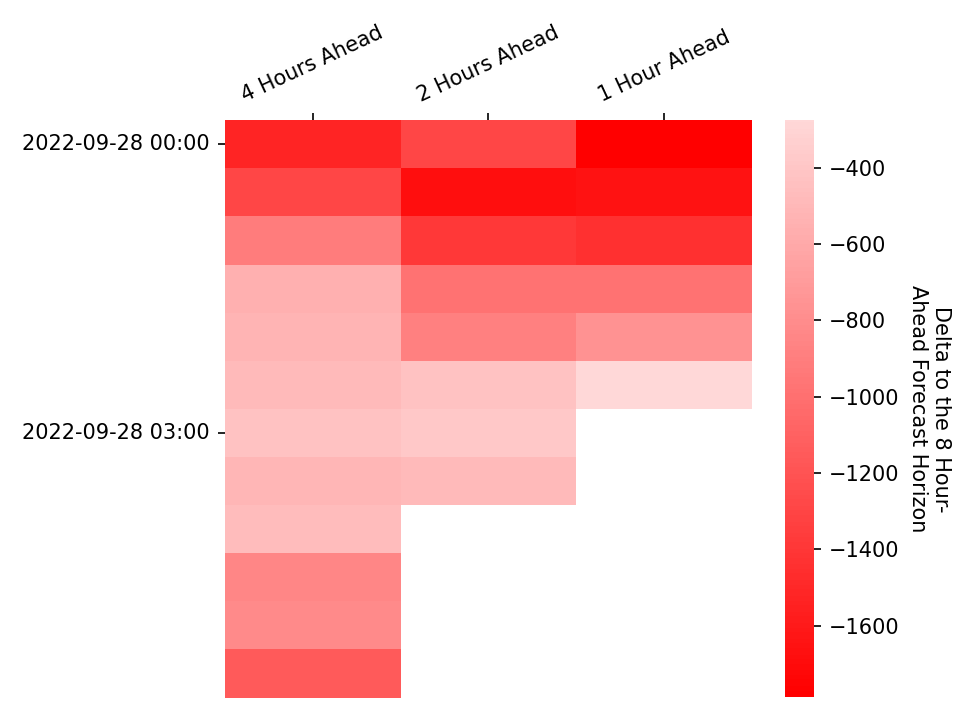 4 Hours Ahead
2 Hours Ahead
1 Hour Ahead
2022-09-28 00:00
2022-09-28 03:00
−400
−600
−800
−1000
−1200
−1400
−1600
Delta to the 8 Hour-
Ahead Forecast Horizon